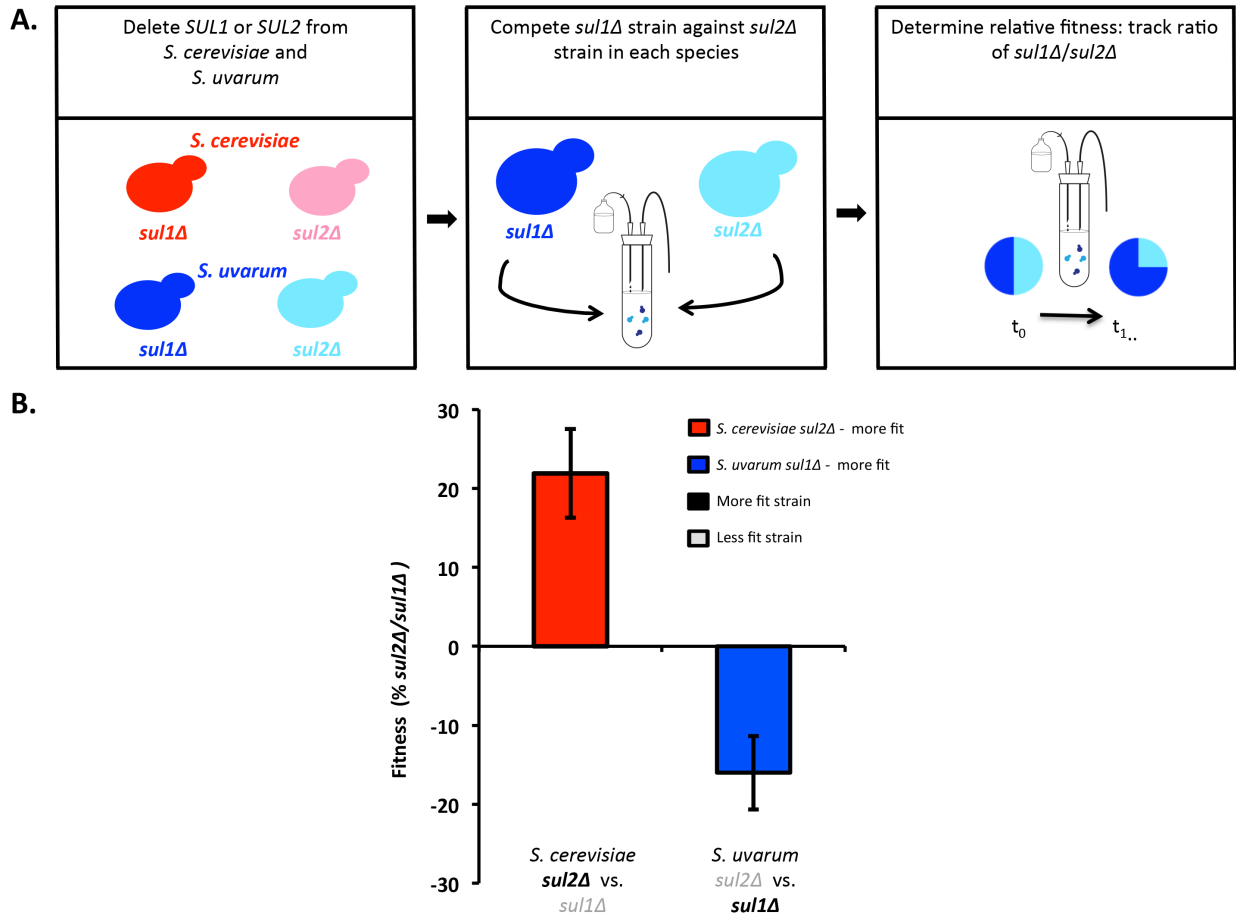 A.
Delete SUL1 or SUL2 from
S. cerevisiae and
S. uvarum
Compete sul1Δ strain against sul2Δ
strain in each species
Determine relative fitness: track ratio
of sul1Δ/sul2Δ
S. cerevisiae
sul1Δ
sul2Δ
S. uvarum
sul1Δ
sul2Δ
sul1Δ
sul2Δ
t0
t1..
B.
30
20
10
0
-10
-20
-30
Fitness (% sul2Δ/sul1Δ )
S. cerevisiae sul2Δ - more fit
S. uvarum sul1Δ - more fit
More fit strain
Less fit strain
S. cerevisiae
sul2Δ vs.
sul1Δ
S. uvarum
sul2Δ vs.
sul1Δ